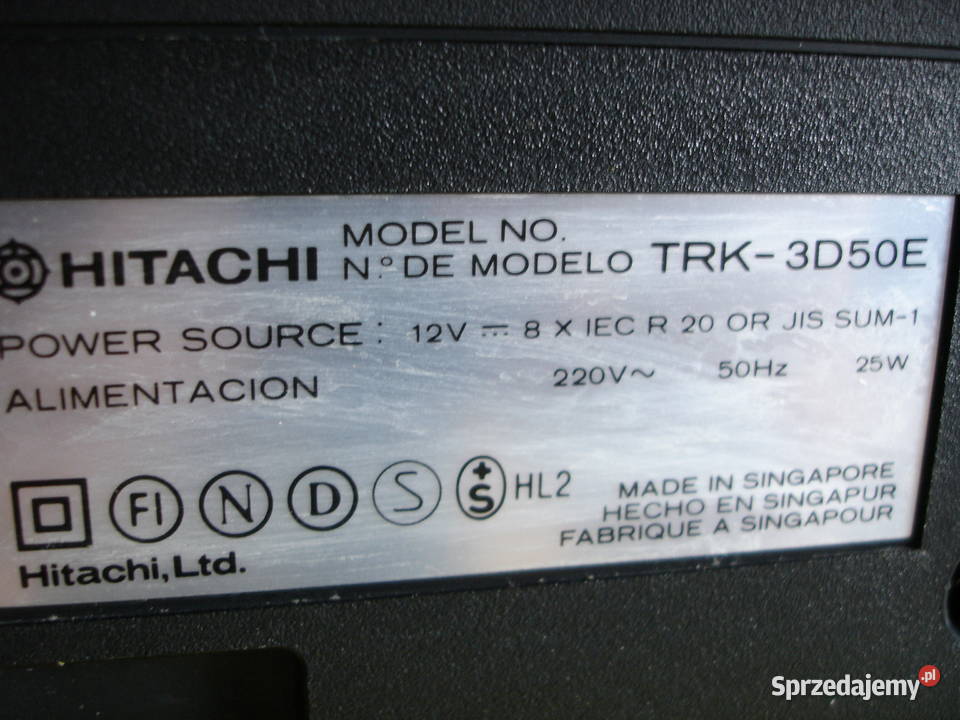 HITACHI MODEL NO.
N.º DE MODELO TRK-3D50E
POWER SOURCE : 12V ⎓ 8 X IEC R 20 OR JIS SUM-1
ALIMENTACION 220V~ 50Hz 25W
FI N D S +S HL2
MADE IN SINGAPORE
HECHO EN SINGAPUR
FABRIQUE A SINGAPOUR
Hitachi, Ltd.
Sprzedajemy.pl